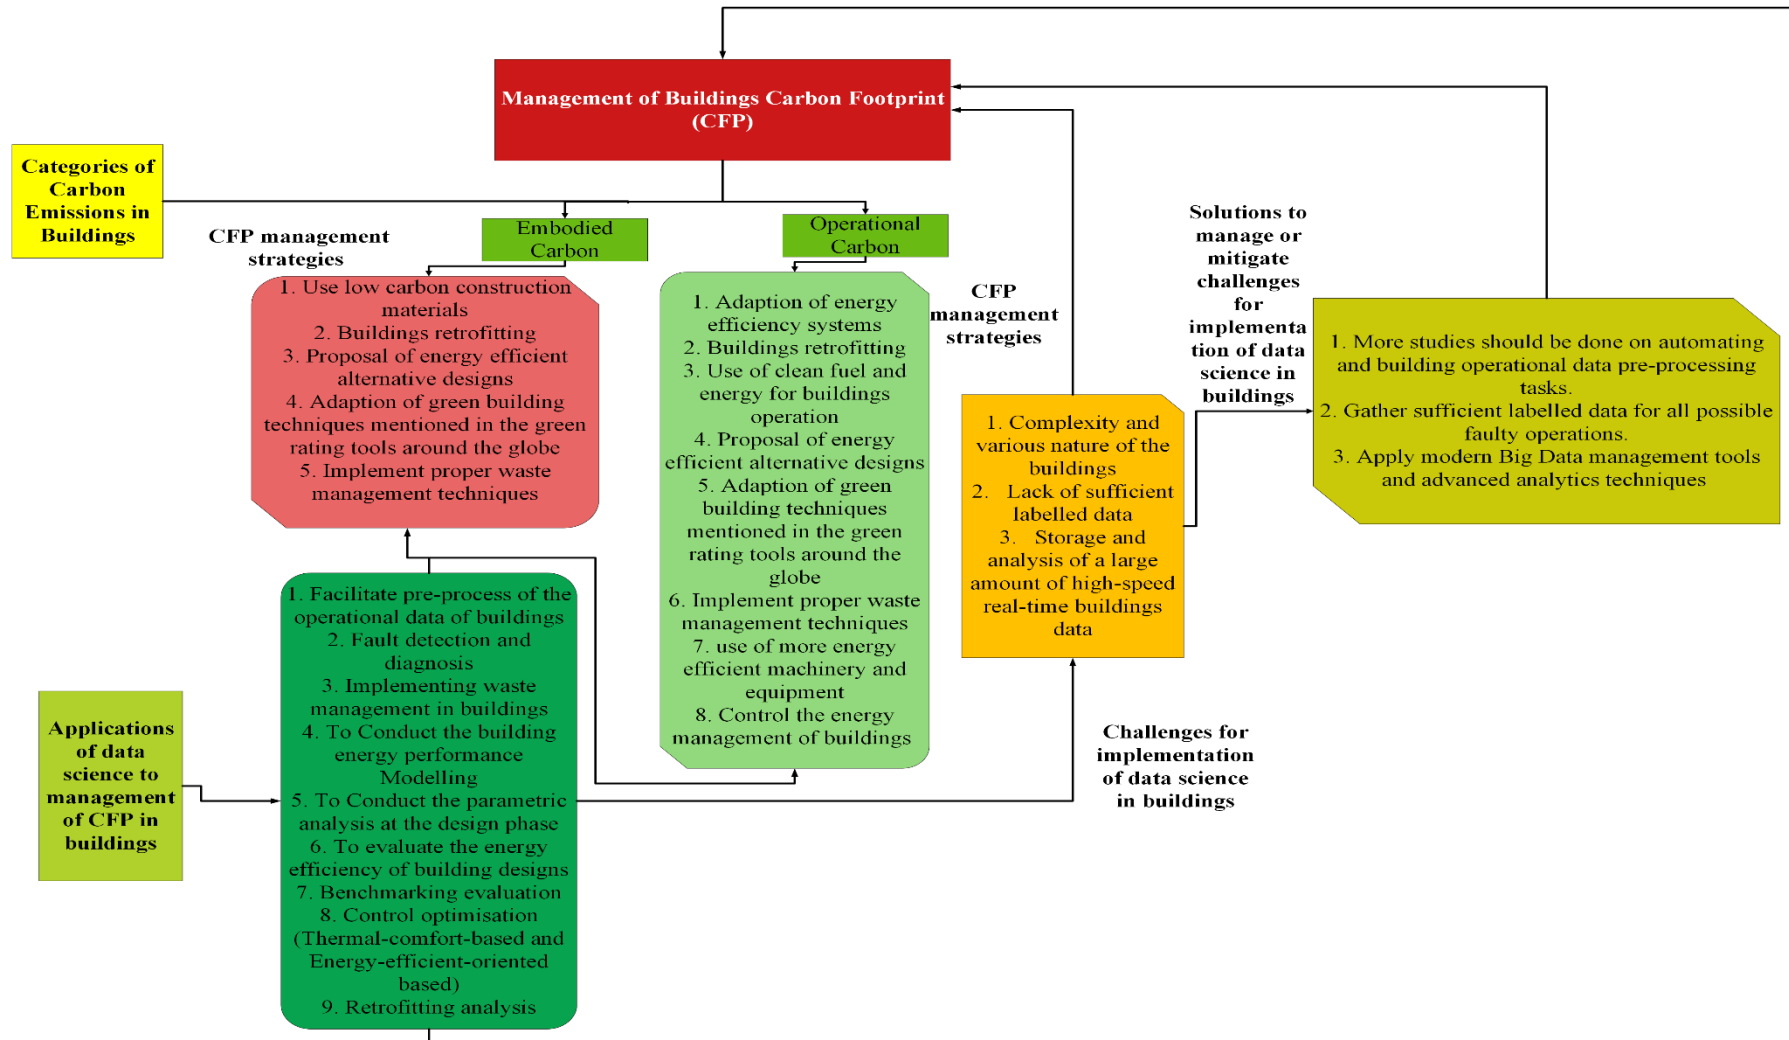 Management of Buildings Carbon Footprint
(CFP)
Categories of
Carbon
Emissions in
Buildings
Embodied
Carbon
Operational
Carbon
CFP management
strategies
1. Use low carbon construction
materials
2. Buildings retrofitting
3. Proposal of energy efficient
alternative designs
4. Adaption of green building
techniques mentioned in the green
rating tools around the globe
5. Implement proper waste
management techniques
1. Adaption of energy
efficiency systems
2. Buildings retrofitting
3. Use of clean fuel and
energy for buildings
operation
4. Proposal of energy
efficient alternative designs
5. Adaption of green
building techniques
mentioned in the green
rating tools around the
globe
6. Implement proper waste
management techniques
7. use of more energy
efficient machinery and
equipment
8. Control the energy
management of buildings
CFP
management
strategies
Solutions to
manage or
mitigate
challenges
for
implementa
tion of data
science in
buildings
1. More studies should be done on automating
and building operational data pre-processing
tasks.
2. Gather sufficient labelled data for all possible
faulty operations.
3. Apply modern Big Data management tools
and advanced analytics techniques
1. Complexity and
various nature of the
buildings
2. Lack of sufficient
labelled data
3. Storage and
analysis of a large
amount of high-speed
real-time buildings
data
Challenges for
implementation
of data science
in buildings
Applications
of data
science to
management
of CFP in
buildings
1. Facilitate pre-process of the
operational data of buildings
2. Fault detection and
diagnosis
3. Implementing waste
management in buildings
4. To Conduct the building
energy performance
Modelling
5. To Conduct the parametric
analysis at the design phase
6. To evaluate the energy
efficiency of building designs
7. Benchmarking evaluation
8. Control optimisation
(Thermal-comfort-based and
Energy-efficient-oriented
based)
9. Retrofitting analysis